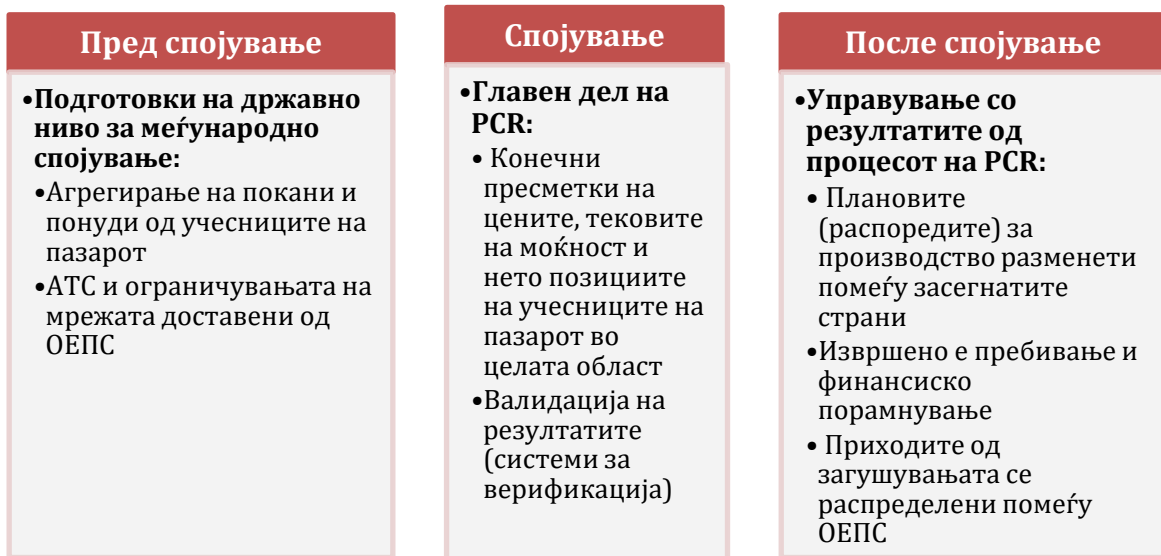 Пред спојување
•Подготовки на државно
ниво за меѓународно
спојување:
•Агрегирање на покани и
понуди од учесниците на
пазарот
•АТС и ограничувањата на
мрежата доставени од
ОЕПС
Спојување
•Главен дел на
PCR:
• Конечни
пресметки на
цените, тековите
на моќност и
нето позициите
на учесниците на
пазарот во
целата област
•Валидација на
резултатите
(системи за
верификација)
После спојување
•Управување со
резултатите од
процесот на PCR:
• Плановите
(распоредите) за
производство разменети
помеѓу засегнатите
страни
•Извршено е пребивање и
финансиско
порамнување
• Приходите од
загушувањата се
распределени помеѓу
ОЕПС